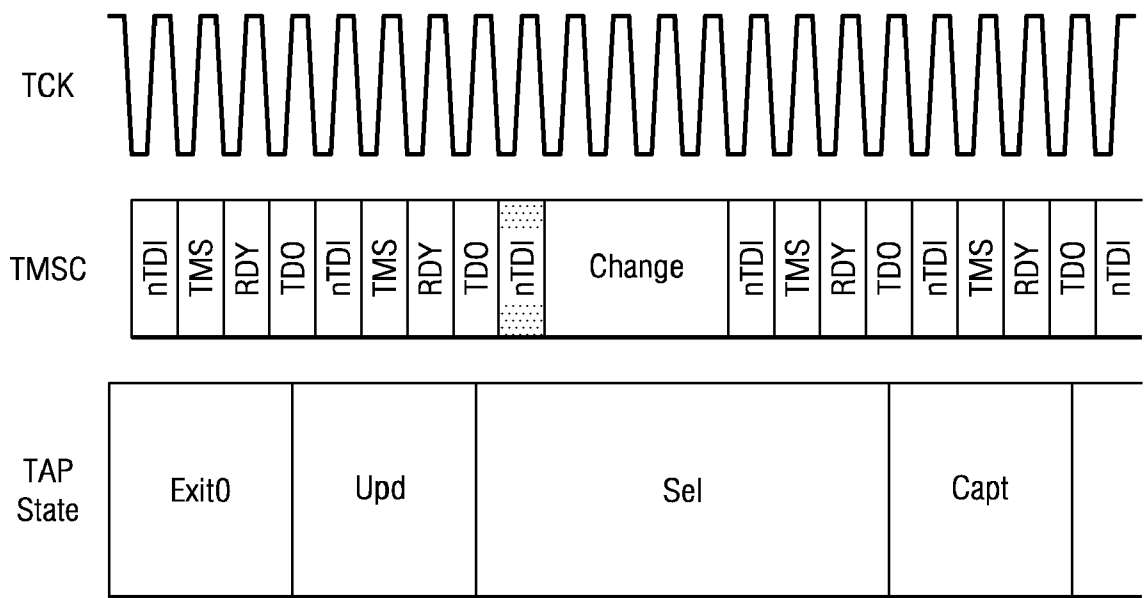 TCK
TMSC
nTDI TMS RDY TDO nTDI TMS RDY TDO nTDI Change nTDI TMS RDY TDO nTDI TMS RDY TDO nTDI
TAP
State
Exit0 Upd Sel Capt